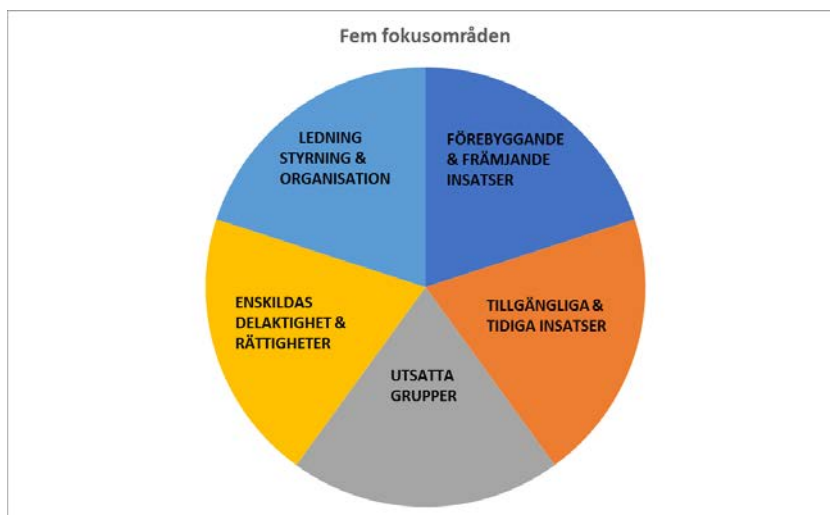 Fem fokusområden
LEDNING
STYRNING &
ORGANISATION
FÖREBYGGANDE
& FRÄMJANDE
INSATSER
ENSKILDAS
DELAKTIGHET &
RÄTTIGHETER
TILLGÄNGLIGA &
TIDIGA INSATSER
UTSATTA
GRUPPER